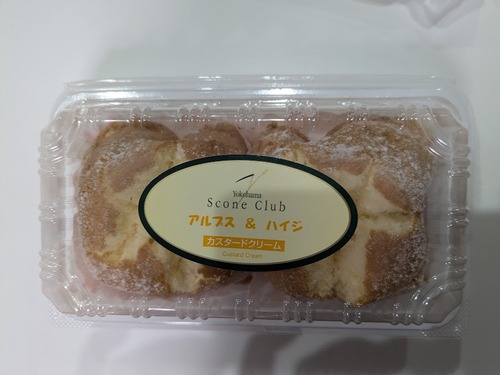 Yokohama
Scone Club
アルプス & ハイジ
カスタードクリーム
Custard Cream